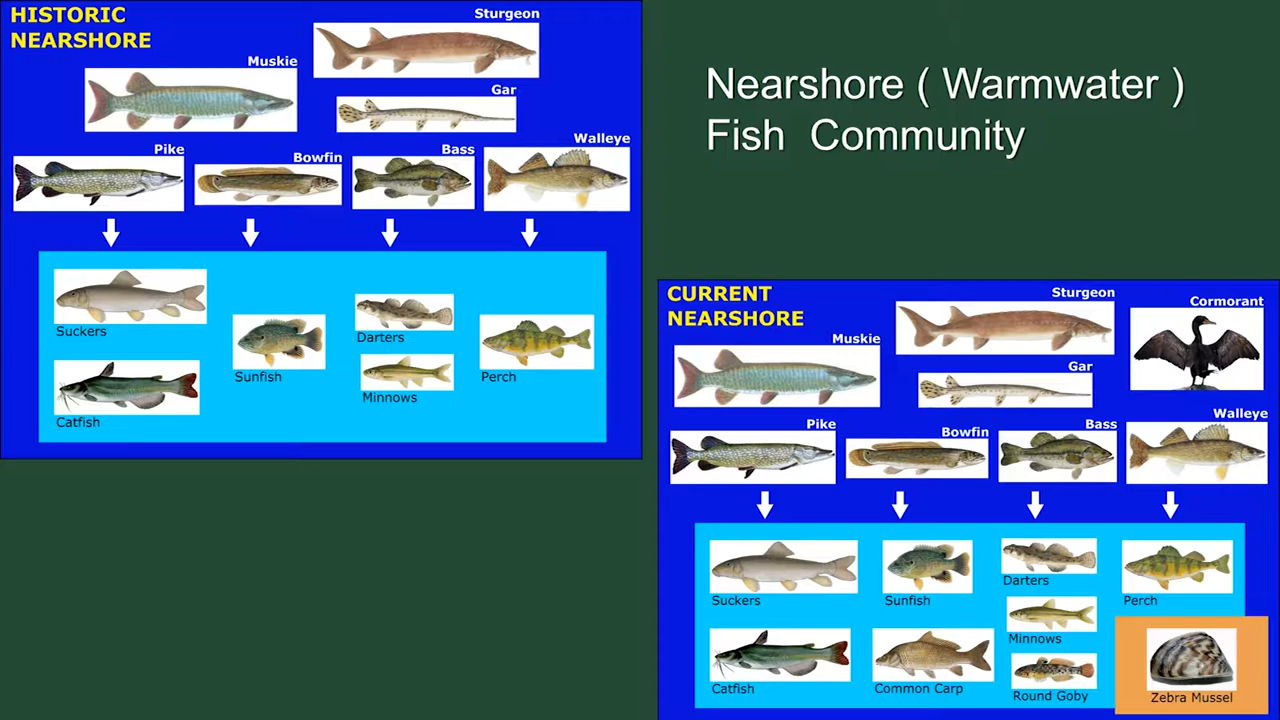 HISTORIC
NEARSHORE
Sturgeon
Muskie
Gar
Walleye
Pike
Bowfin
Bass
Suckers
Sunfish
Darters
Perch
Minnows
Catfish
Nearshore ( Warmwater )
Fish Community
CURRENT
NEARSHORE
Sturgeon
Cormorant
Muskie
Gar
Walleye
Pike
Bowfin
Bass
Suckers
Sunfish
Darters
Perch
Minnows
Catfish
Common Carp
Round Goby
Zebra Mussel